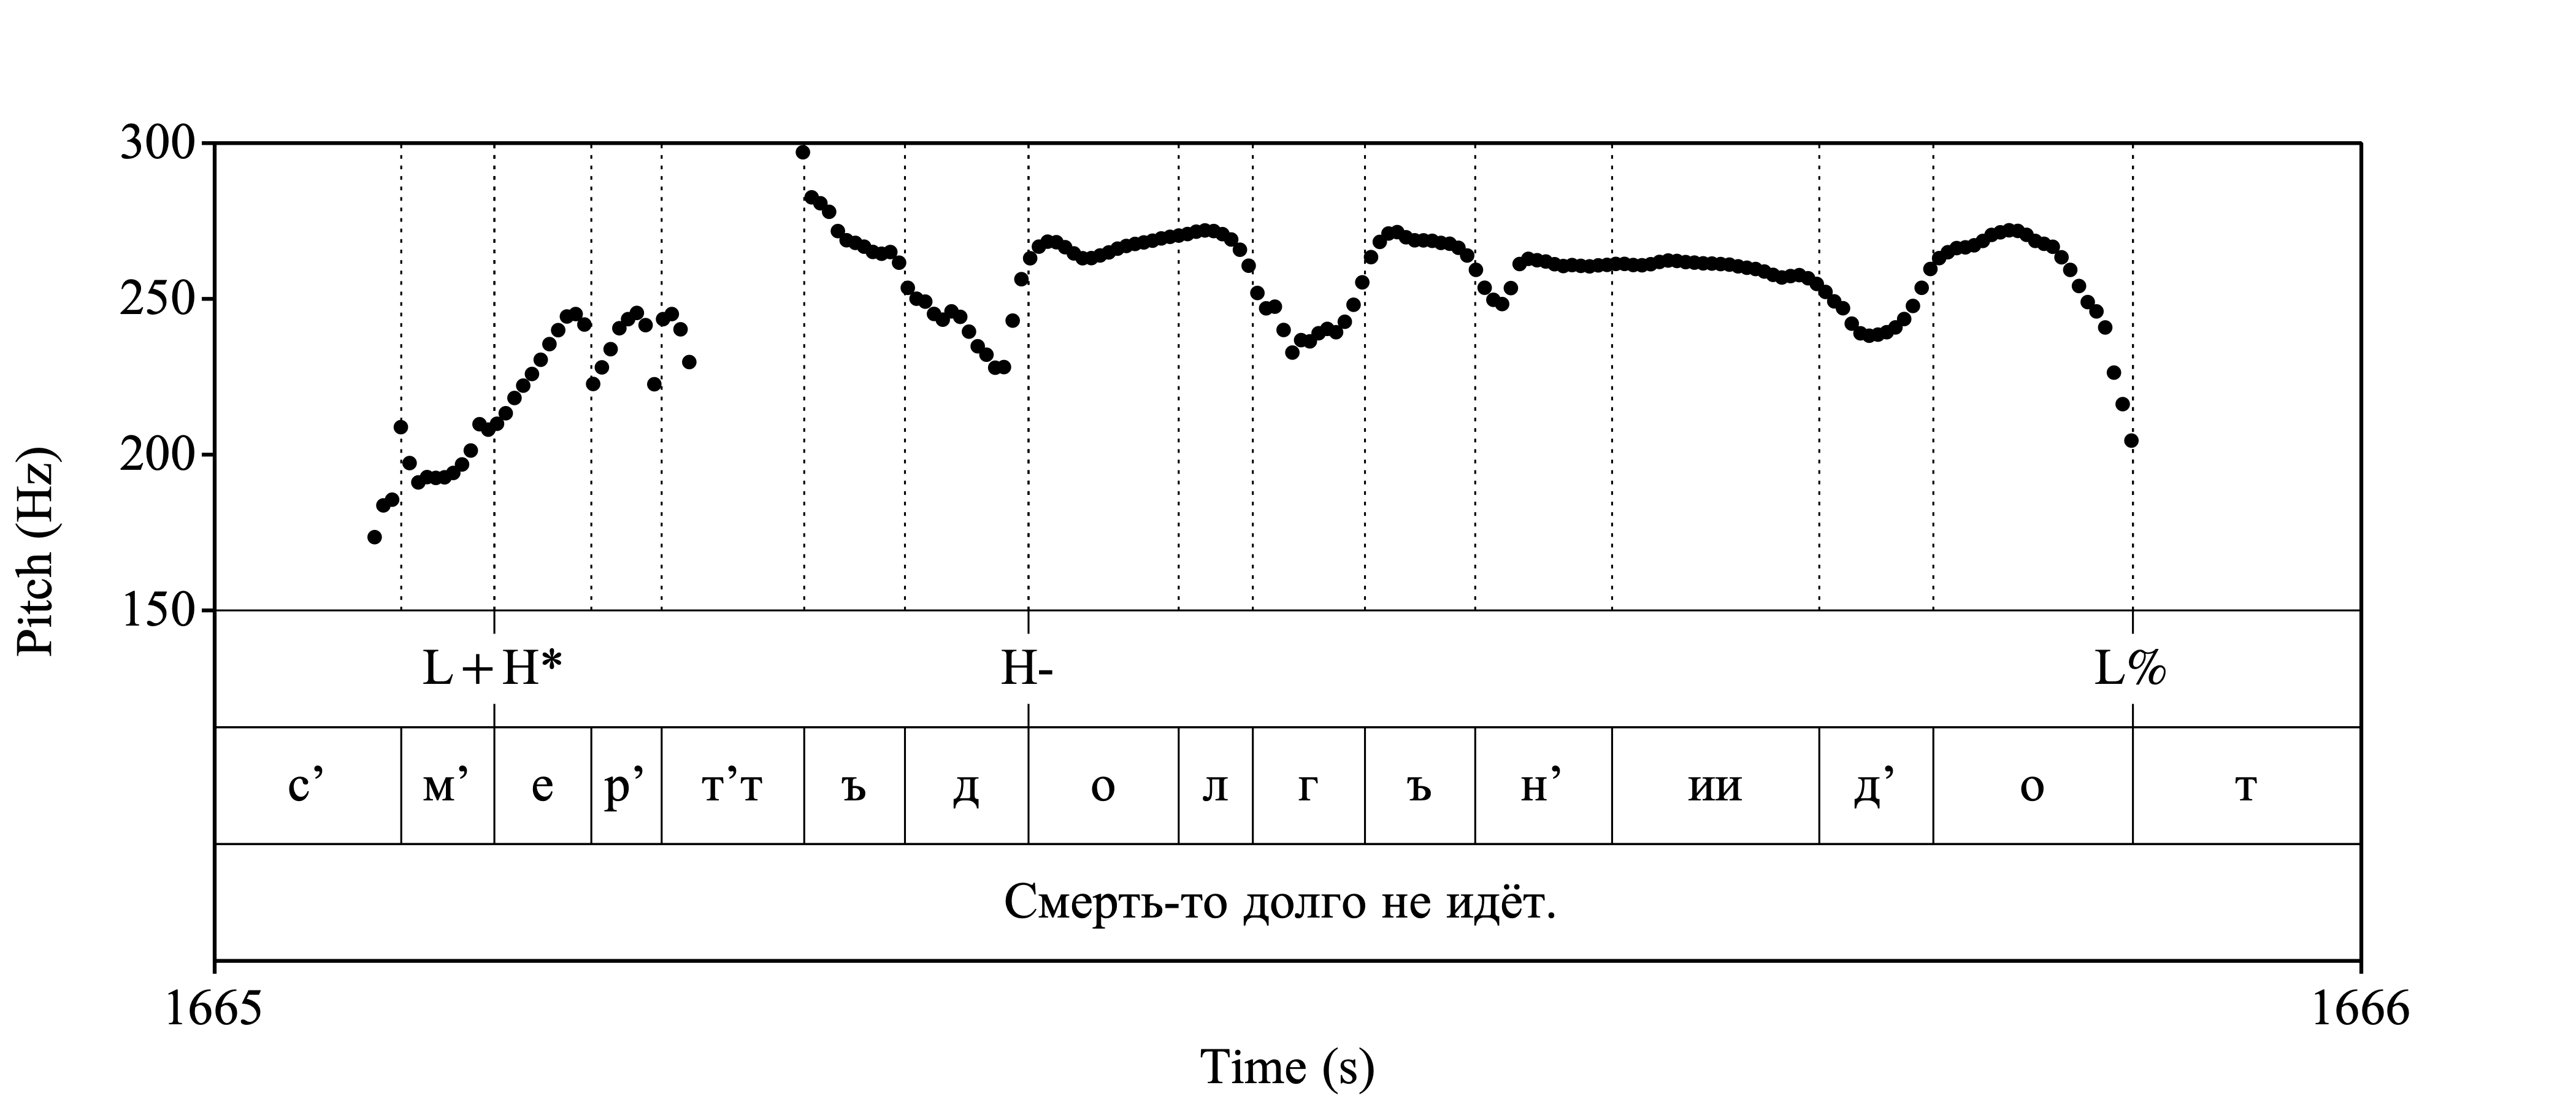 300
250
200
150
Pitch (Hz)
L+H* H- L%
с’ м’ е р’ т’т ъ д о л г ъ н’ ии д’ о т
Смерть-то долго не идёт.
1665 1666
Time (s)